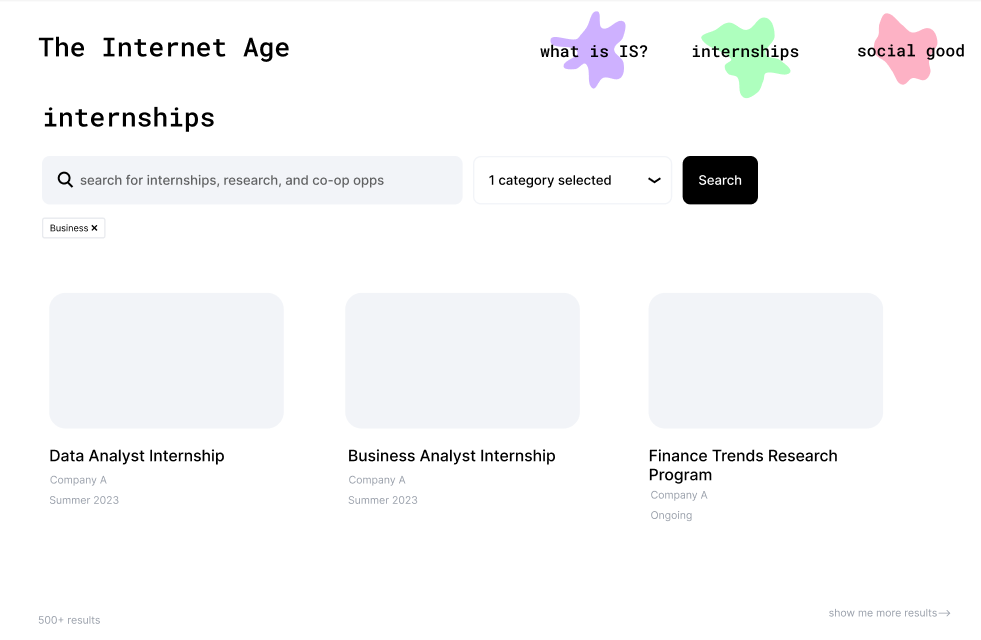 The Internet Age
what is IS?
internships
social good
internships
search for internships, research, and co-op opps
1 category selected
Search
Business ×
Data Analyst Internship
Company A
Summer 2023
Business Analyst Internship
Company A
Summer 2023
Finance Trends Research
Program
Company A
Ongoing
500+ results
show me more results→